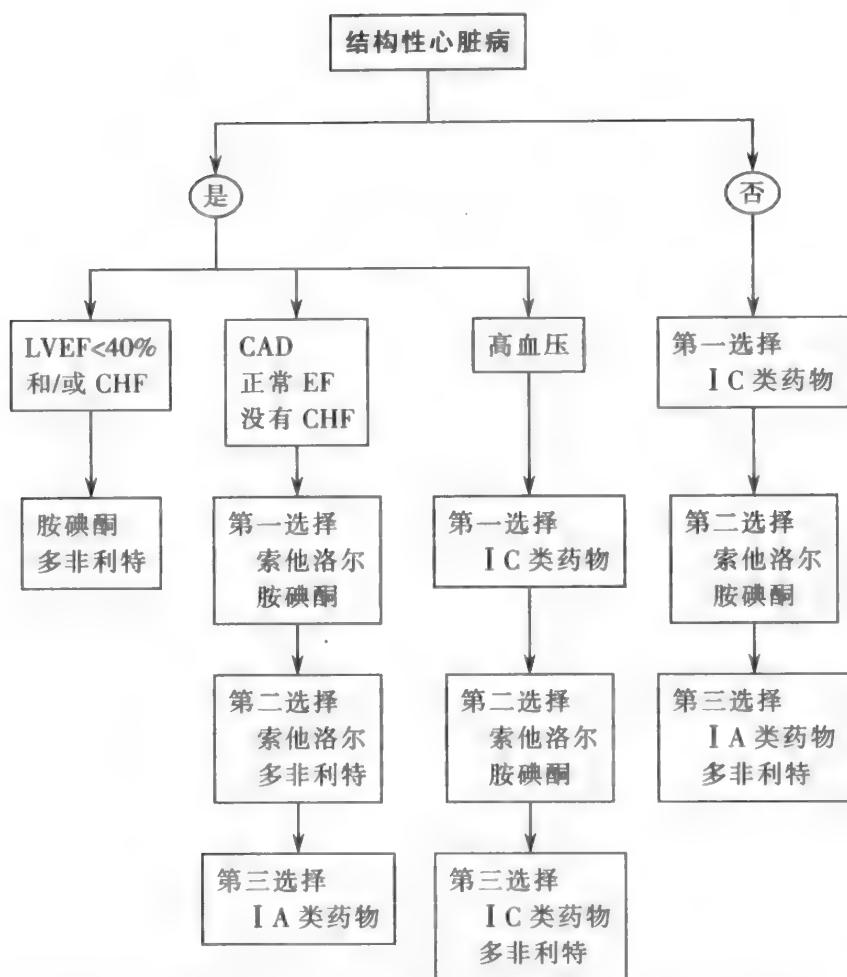 结构性心脏病
是
否
LVEF<40%
和/或 CHF
CAD
正常 EF
没有 CHF
高血压
第一选择
Ⅰ C 类药物
胺碘酮
多非利特
第一选择
索他洛尔
胺碘酮
第一选择
Ⅰ C 类药物
第二选择
索他洛尔
胺碘酮
第二选择
索他洛尔
多非利特
第二选择
索他洛尔
胺碘酮
第三选择
Ⅰ A 类药物
多非利特
第三选择
Ⅰ A 类药物
第三选择
Ⅰ C 类药物
多非利特